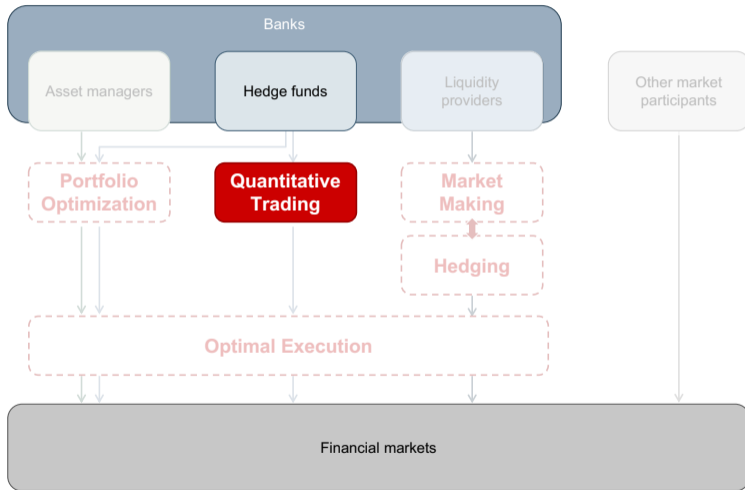 Banks
Asset managers
Hedge funds
Liquidity
providers
Other market
participants
Portfolio
Optimization
Quantitative
Trading
Market
Making
Hedging
Optimal Execution
Financial markets